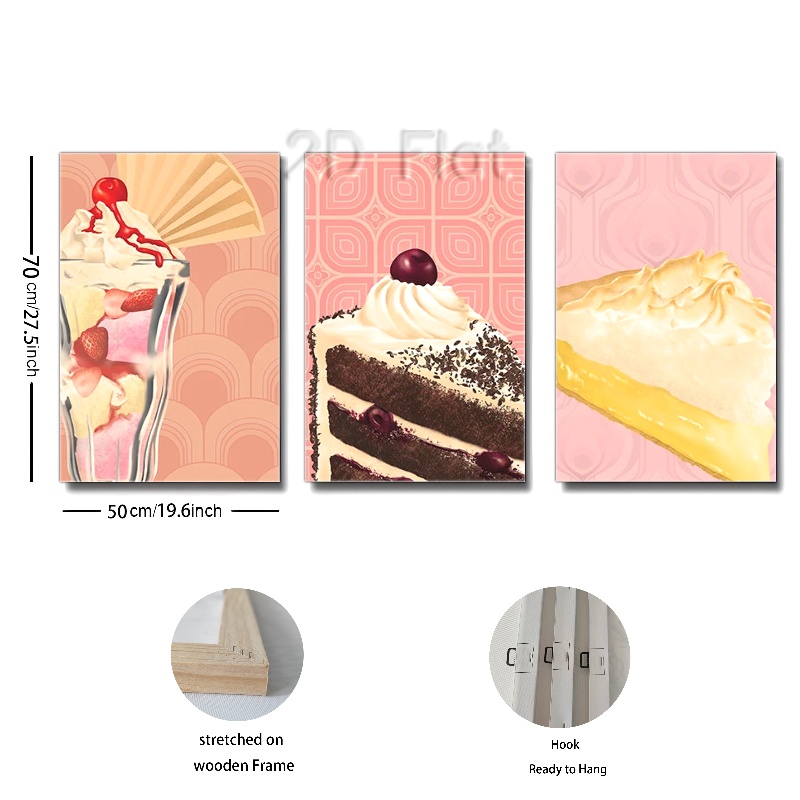 2D Flat
70 cm/27.5inch
50 cm/19.6inch
stretched on
wooden Frame
Hook
Ready to Hang